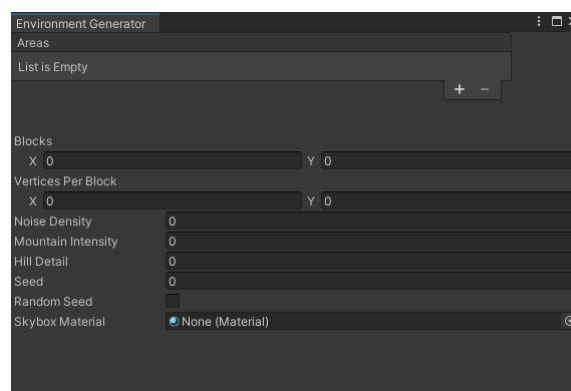 Environment Generator
Areas
List is Empty
+ −
Blocks
X 0 Y 0
Vertices Per Block
X 0 Y 0
Noise Density 0
Mountain Intensity 0
Hill Detail 0
Seed 0
Random Seed
Skybox Material None (Material)